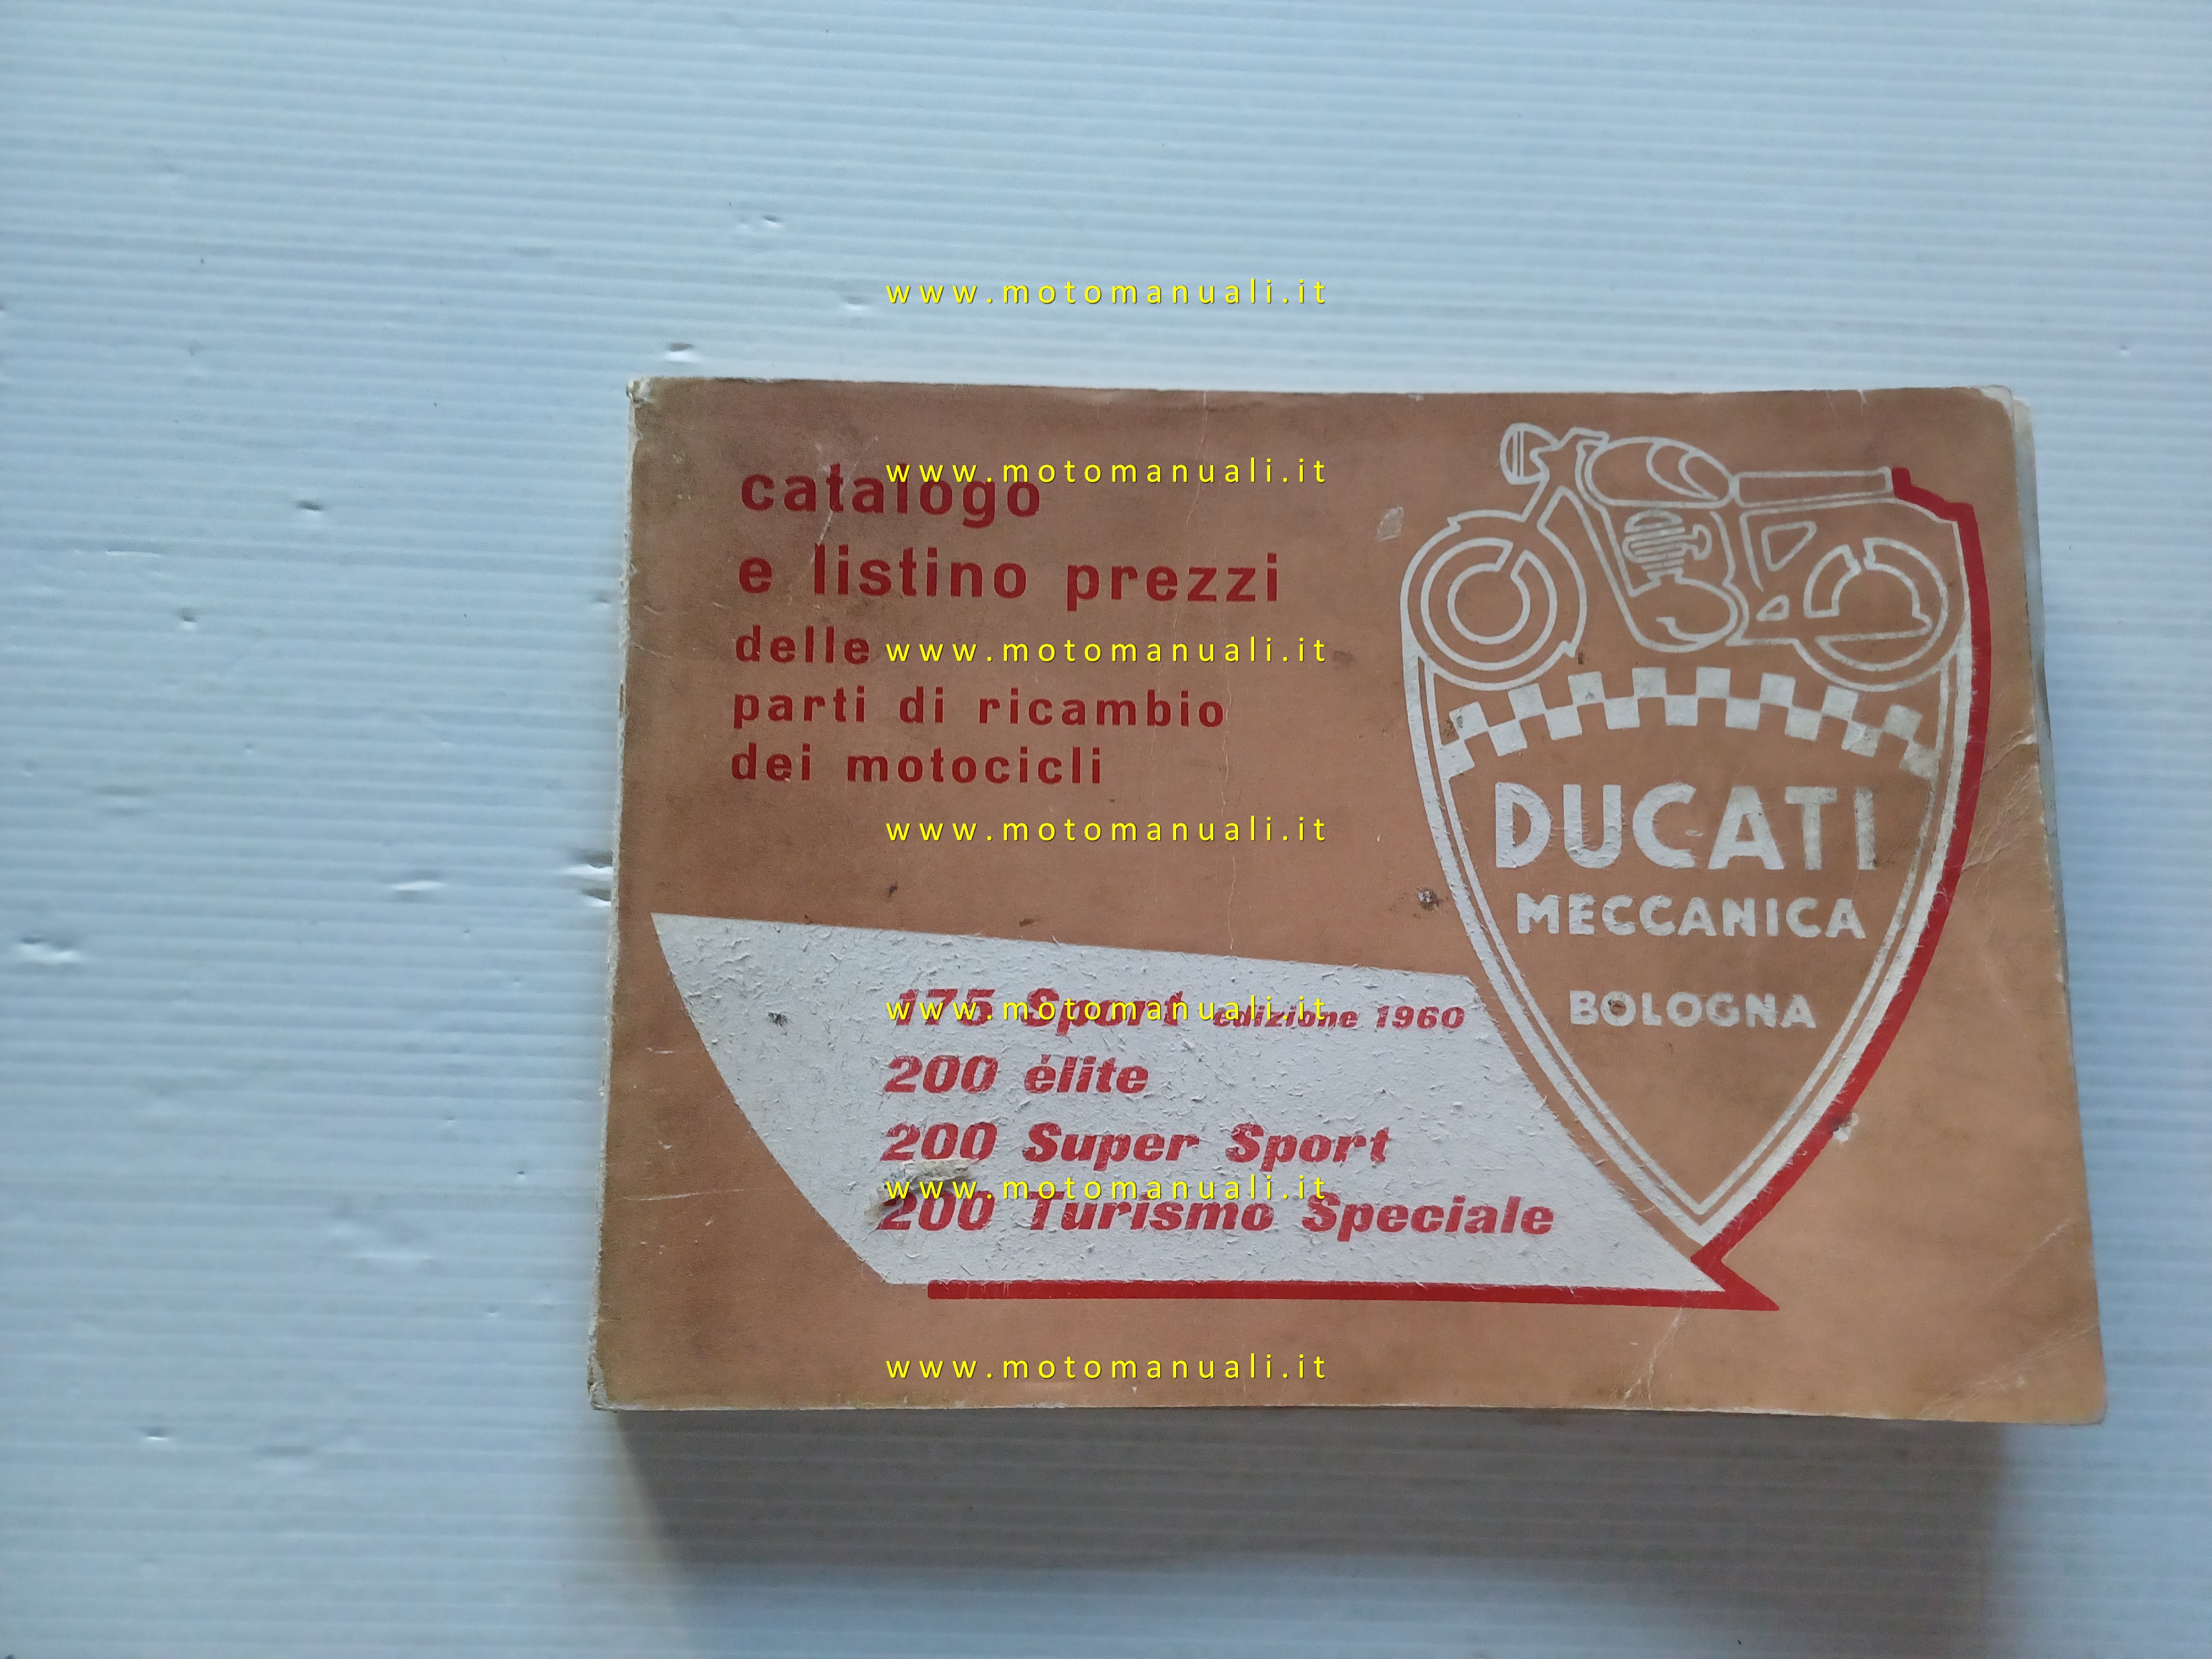 www.motomanuali.it
www.motomanuali.it
catalogo
e listino prezzi
delle
www.motomanuali.it
parti di ricambio
dei motocicli
www.motomanuali.it
DUCATI
MECCANICA
BOLOGNA
175 Sport edizione 1960
www.motomanuali.it
200 élite
200 Super Sport
www.motomanuali.it
200 Turismo Speciale
www.motomanuali.it